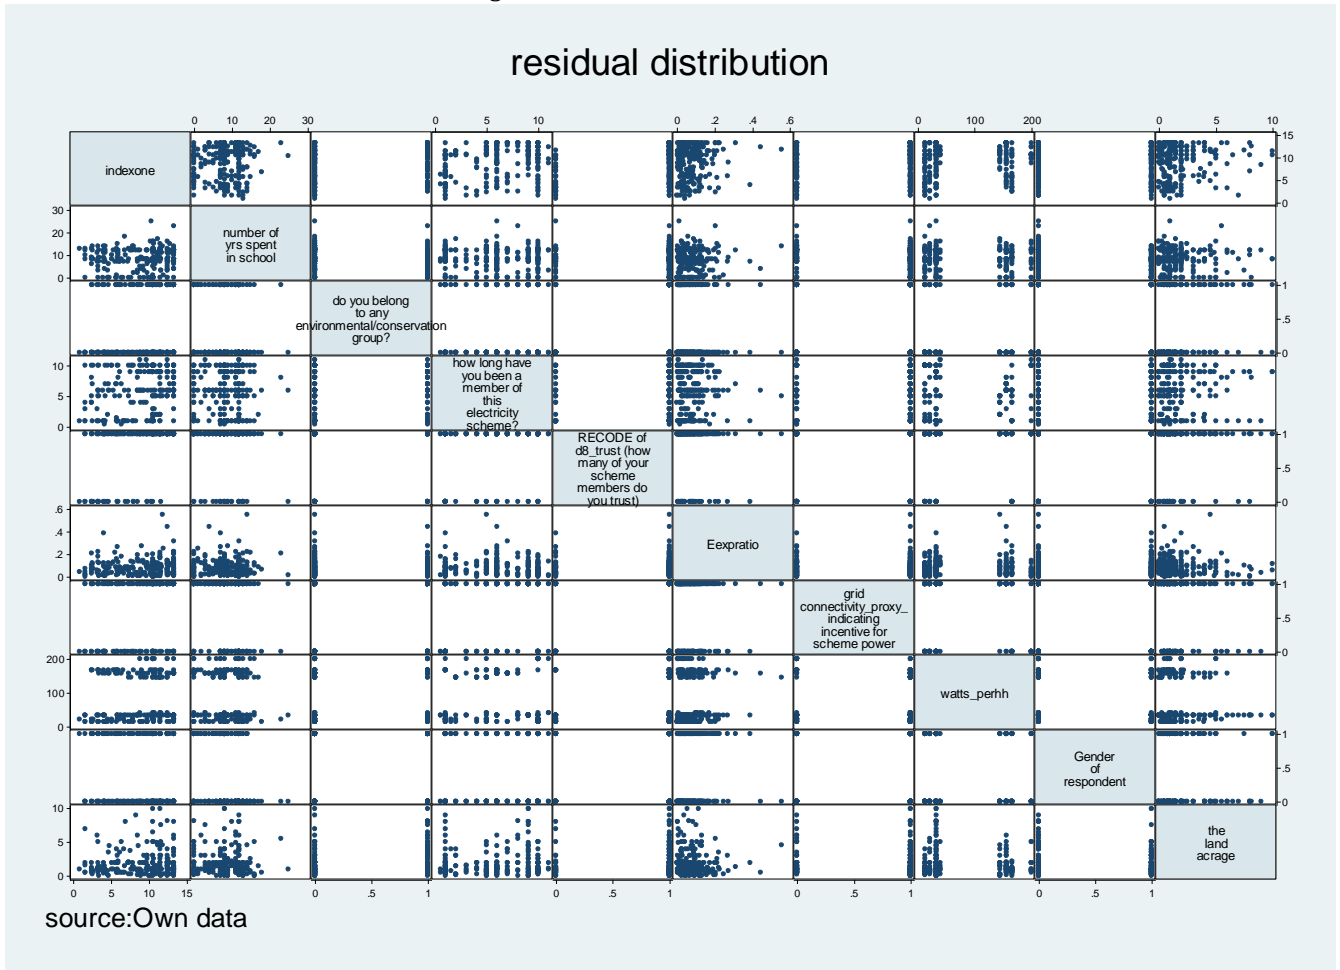 residual distribution
0 10 20 30 0 5 10 0 .2 .4 .6 0 100 200 0 5 10
indexone
15
10
5
0
30
20
10
0
number of
yrs spent
in school
do you belong
to any
environmental/conservation
group?
1
.5
0
10
5
0
how long have
you been a
member of
this
electricity
scheme?
RECODE of
d8_trust (how
many of your
scheme
members do
you trust)
1
.5
0
.6
.4
.2
0
Eexpratio
grid
connectivity_proxy_
indicating
incentive for
scheme power
1
.5
0
200
100
0
watts_perhh
Gender
of
respondent
1
.5
0
10
5
0
the
land
acrage
0 5 10 15 0 .5 1 0 .5 1 0 .5 1 0 .5 1
source:Own data